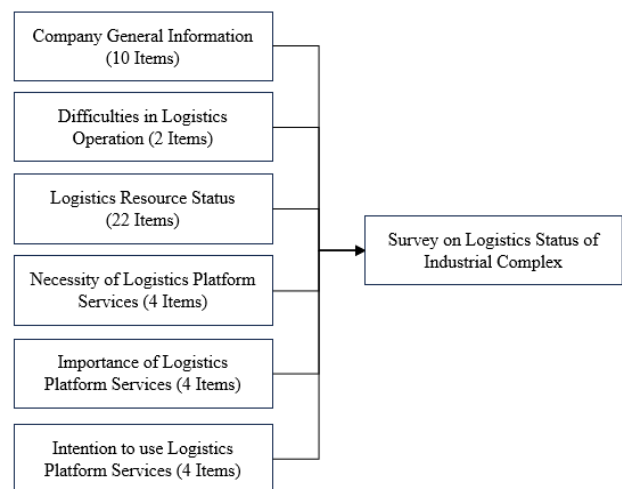 Company General Information
(10 Items)
Difficulties in Logistics
Operation (2 Items)
Logistics Resource Status
(22 Items)
Necessity of Logistics Platform
Services (4 Items)
Importance of Logistics
Platform Services (4 Items)
Intention to use Logistics
Platform Services (4 Items)
Survey on Logistics Status of
Industrial Complex